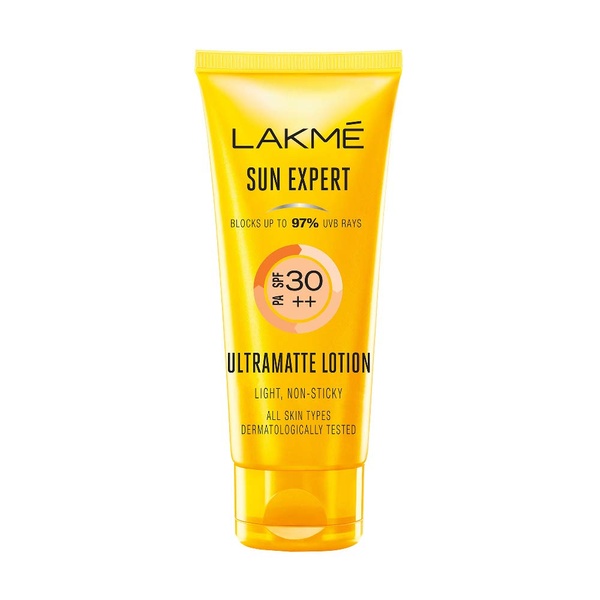 LAKMÉ
SUN EXPERT
BLOCKS UP TO 97% UVB RAYS
SPF 30
PA ++
ULTRAMATTE LOTION
LIGHT, NON-STICKY
ALL SKIN TYPES
DERMATOLOGICALLY TESTED